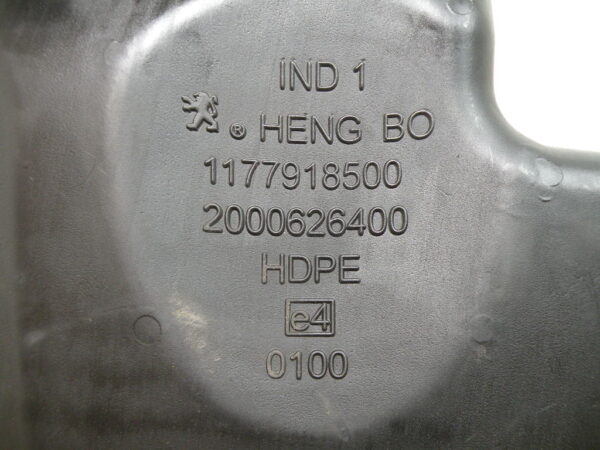 IND 1
® HENG BO
1177918500
2000626400
HDPE
e4
0100